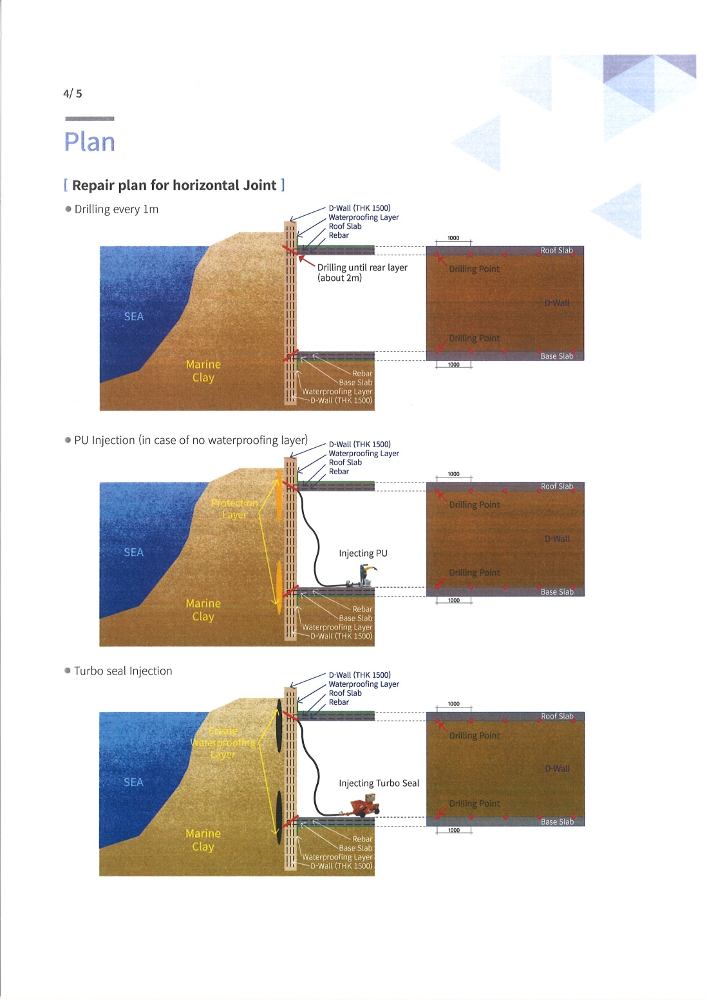 4/ 5
Plan
[ Repair plan for horizontal Joint ]
● Drilling every 1m
D-Wall (THK 1500)
Waterproofing Layer
Roof Slab
Rebar
Drilling until rear layer
(about 2m)
SEA
Marine
Clay
Rebar
Base Slab
Waterproofing Layer
D-Wall (THK 1500)
1000
Roof Slab
Drilling Point
D-Wall
Drilling Point
Base Slab
1000
● PU Injection (in case of no waterproofing layer)
D-Wall (THK 1500)
Waterproofing Layer
Roof Slab
Rebar
Protection
Layer
SEA
Injecting PU
Marine
Clay
Rebar
Base Slab
Waterproofing Layer
D-Wall (THK 1500)
1000
Roof Slab
Drilling Point
D-Wall
Drilling Point
Base Slab
1000
● Turbo seal Injection
D-Wall (THK 1500)
Waterproofing Layer
Roof Slab
Rebar
Create
Waterproofing
Layer
SEA
Injecting Turbo Seal
Marine
Clay
Rebar
Base Slab
Waterproofing Layer
D-Wall (THK 1500)
1000
Roof Slab
Drilling Point
D-Wall
Drilling Point
Base Slab
1000